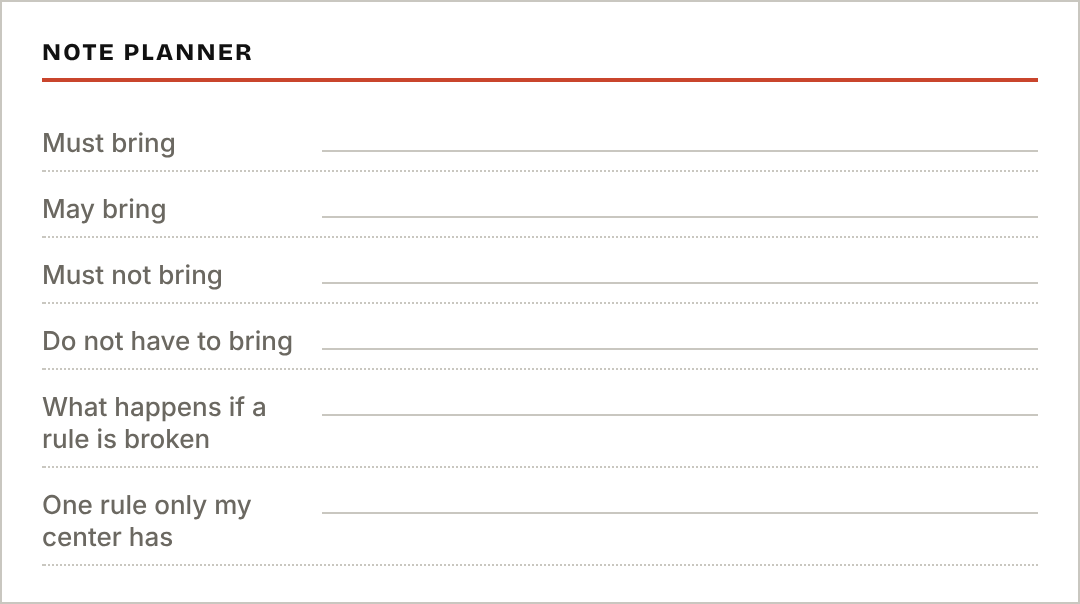 NOTE PLANNER
Must bring
May bring
Must not bring
Do not have to bring
What happens if a
rule is broken
One rule only my
center has